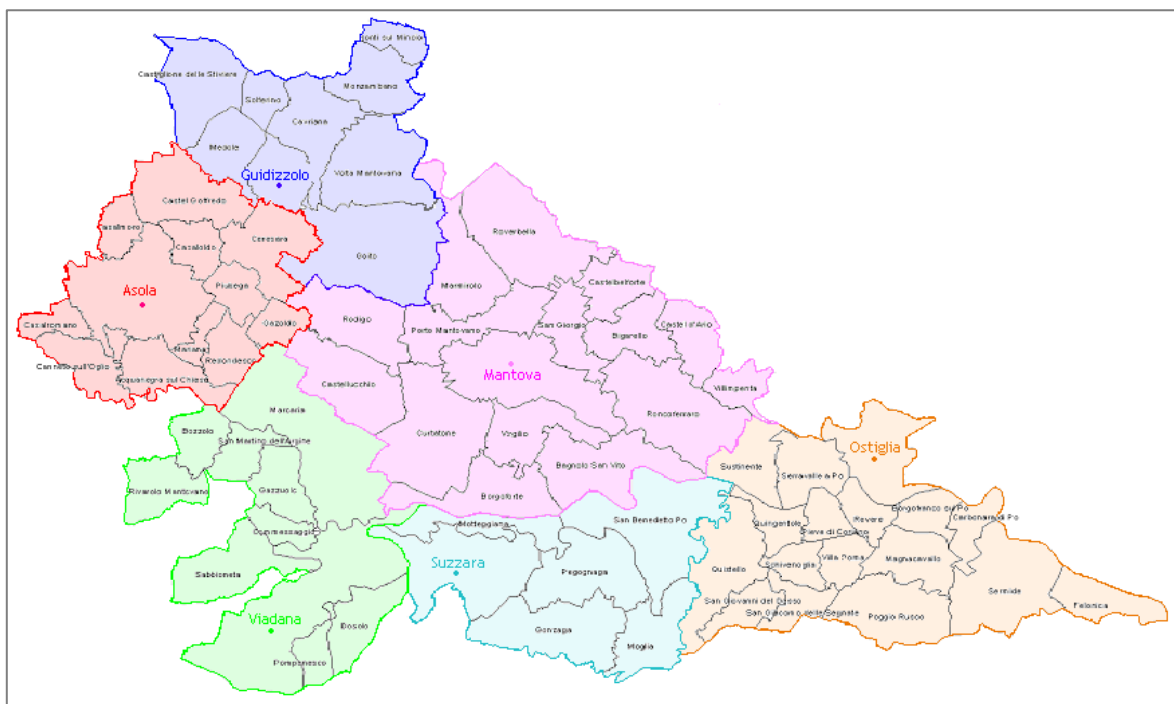 Ponti sul Mincio
Castiglione delle Stiviere
Solferino
Monzambano
Cavriana
Medole
Guidizzolo
Volta Mantovana
Castel Goffredo
Casalmoro
Casaloldo
Ceresara
Goito
Roverbella
Piubega
Asola
Marmirolo
Castelbelforte
Casalromano
Gazoldo
Rodigo
Porto Mantovano
San Giorgio
Bigarello
Castel d'Ario
Mariana
Redondesco
Canneto sull'Oglio
Acquanegra sul Chiese
Castellucchio
Mantova
Villimpenta
Marcaria
Roncoferraro
Bozzolo
San Martino dell'Argine
Curtatone
Virgilio
Ostiglia
Rivarolo Mantovano
Gazzuolo
Bagnolo San Vito
Sustinente
Serravalle a Po
Borgoforte
Commessaggio
Motteggiana
San Benedetto Po
Quingentole
Revere
Borgofranco sul Po
Carbonara di Po
Pieve di Coriano
Sabbioneta
Suzzara
Pegognaga
Quistello
Schivenoglia
Villa Poma
Magnacavallo
Sermide
Felonica
San Giovanni del Dosso
San Giacomo delle Segnate
Poggio Rusco
Viadana
Dosolo
Gonzaga
Moglia
Pomponesco